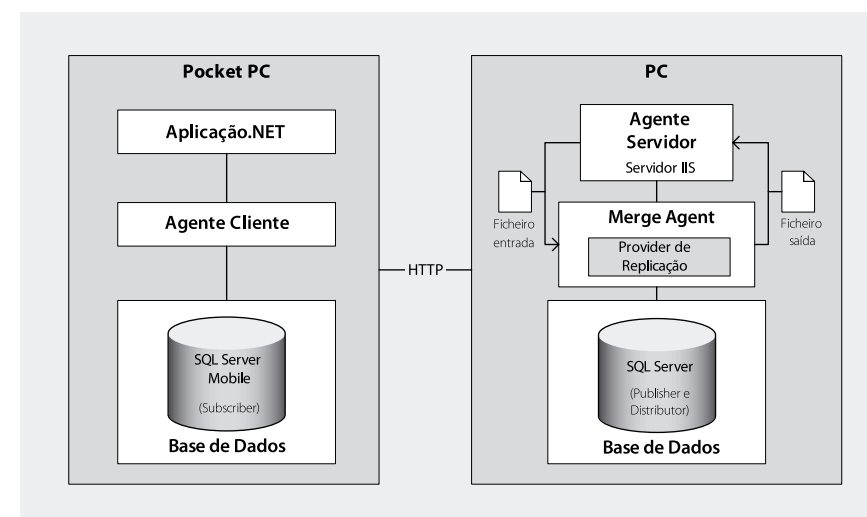 Pocket PC
Aplicação.NET
Agente Cliente
SQL Server
Mobile
(Subscriber)
Base de Dados
HTTP
PC
Agente
Servidor
Servidor IIS
Ficheiro
entrada
Merge Agent
Provider de
Replicação
Ficheiro
saída
SQL Server
(Publisher e
Distributor)
Base de Dados